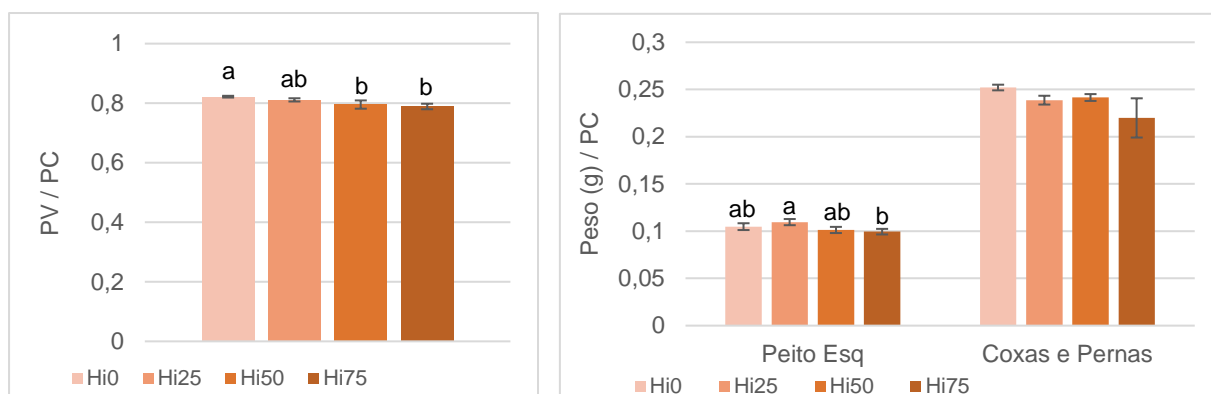 1
0,8
0,6
0,4
0,2
0
PV / PC
a ab b b
Hi0 Hi25 Hi50 Hi75
0,3
0,25
0,2
0,15
0,1
0,05
0
Peso (g) / PC
ab a ab b
Peito Esq Coxas e Pernas
Hi0 Hi25 Hi50 Hi75